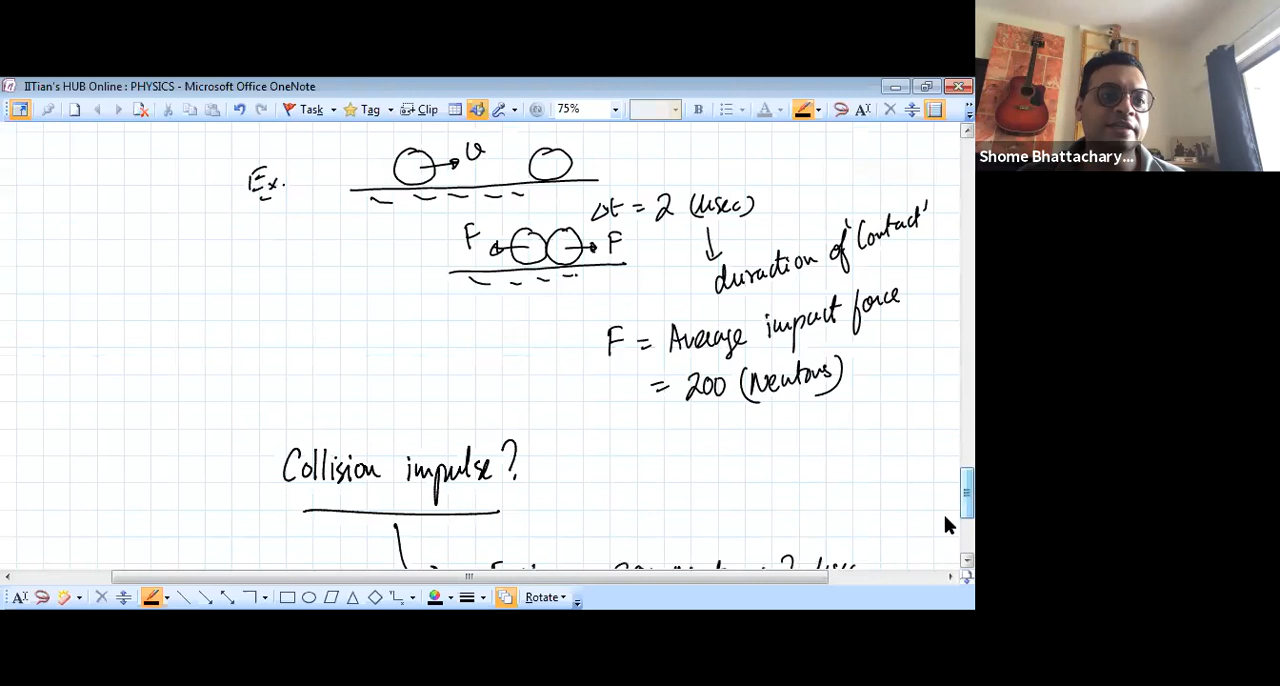 IITian's HUB Online : PHYSICS - Microsoft Office OneNote
Task
Tag
Clip
75%
B
A
Shome Bhattachary...
Ex.
v
F
F
Δt = 2 (μsec)
duration of 'Contact'
F = Average impact force
= 200 (Newtons)
Collision impulse?
Rotate